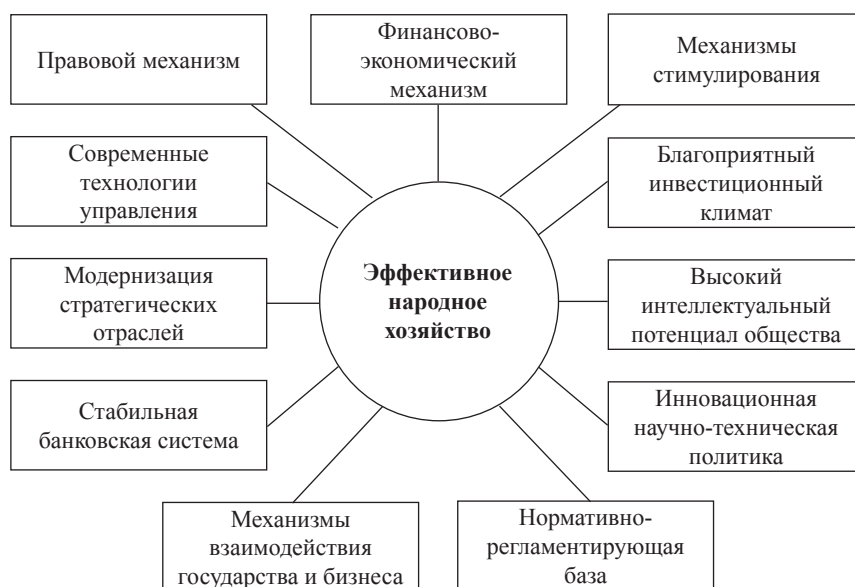 Правовой механизм
Финансово-
экономический
механизм
Механизмы
стимулирования
Современные
технологии
управления
Благоприятный
инвестиционный
климат
Модернизация
стратегических
отраслей
Эффективное
народное
хозяйство
Высокий
интеллектуальный
потенциал общества
Стабильная
банковская система
Инновационная
научно-техническая
политика
Механизмы
взаимодействия
государства и бизнеса
Нормативно-
регламентирующая
база